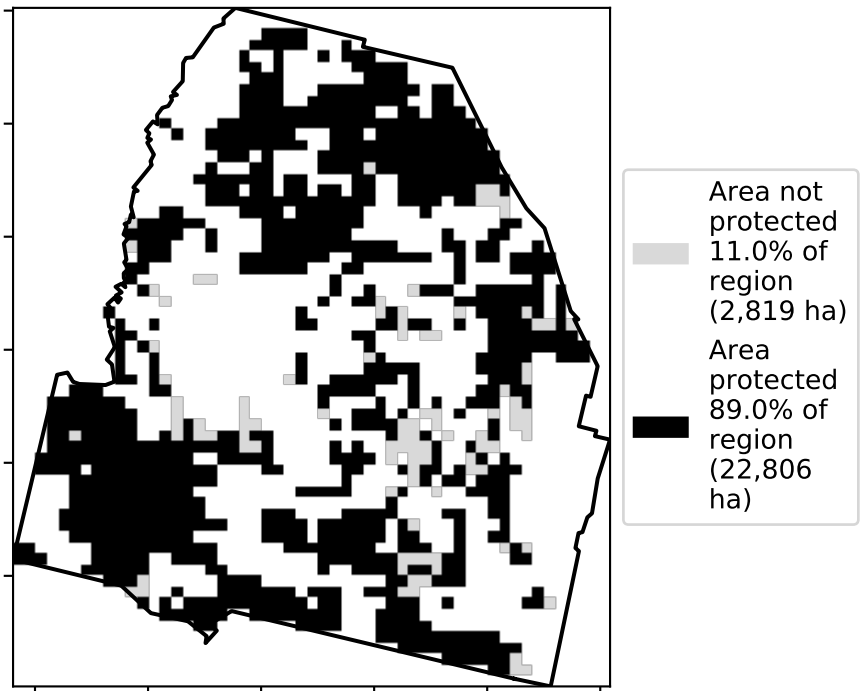 Area not
protected
11.0% of
region
(2,819 ha)
Area
protected
89.0% of
region
(22,806
ha)